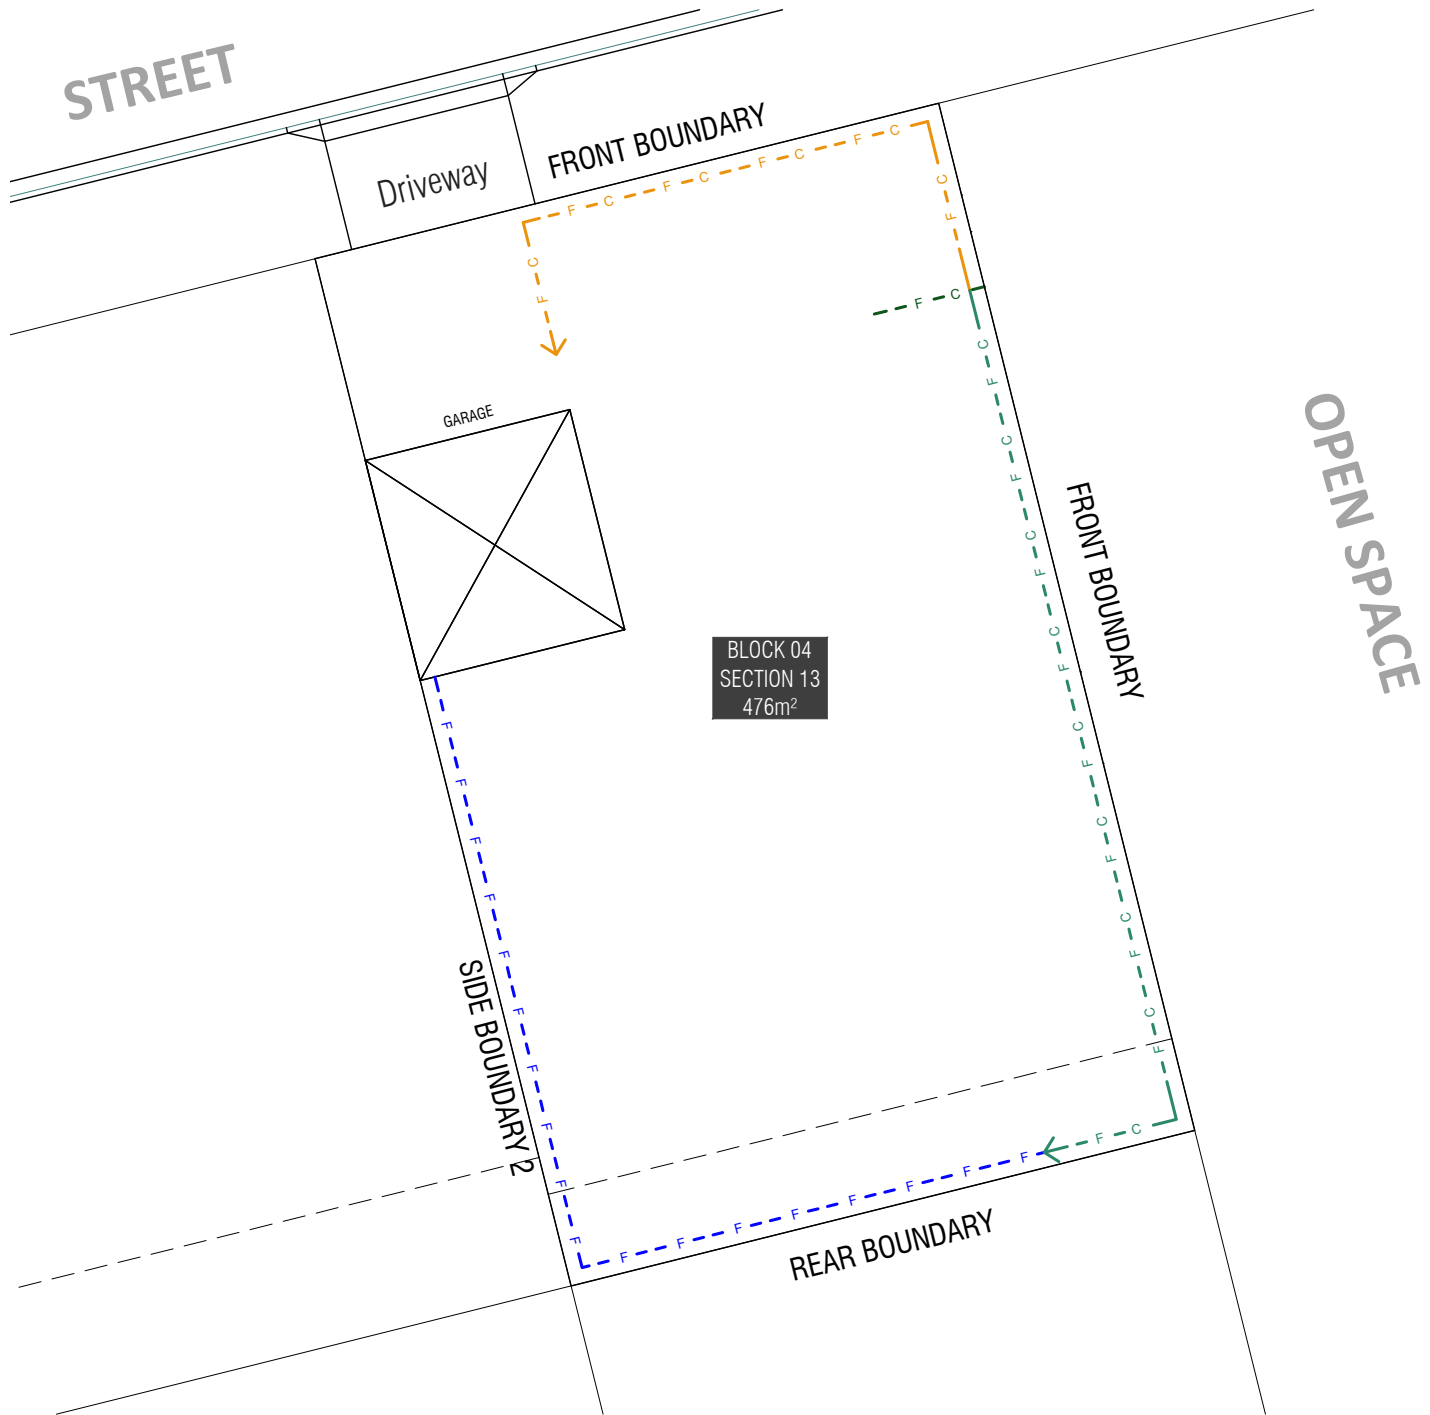 STREET
FRONT BOUNDARY
Driveway
F C F C F C F C
C F
C F
F C
GARAGE
OPEN SPACE
FRONT BOUNDARY
C F C F C F C F C F C F C F C F
BLOCK 04
SECTION 13
476m²
F F F F F F F F F F
SIDE BOUNDARY 2
F F F F F F F F
F C
REAR BOUNDARY